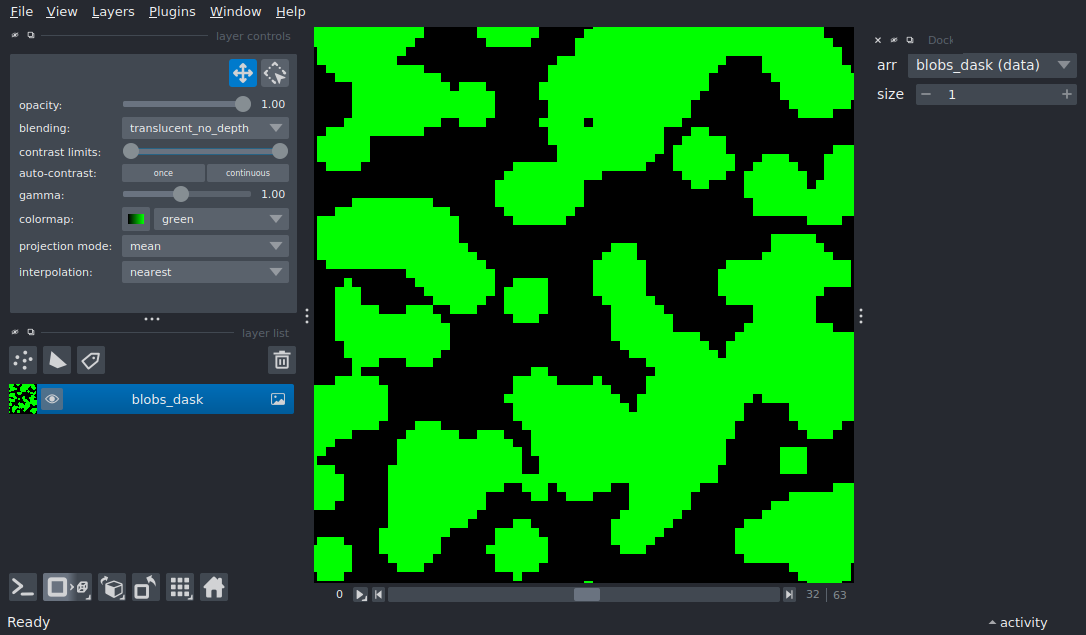 File View Layers Plugins Window Help
layer controls
opacity: 1.00
blending: translucent_no_depth
contrast limits:
auto-contrast: once continuous
gamma: 1.00
colormap: green
projection mode: mean
interpolation: nearest
layer list
blobs_dask
Dock
arr blobs_dask (data)
size 1
0 32 63
Ready
activity